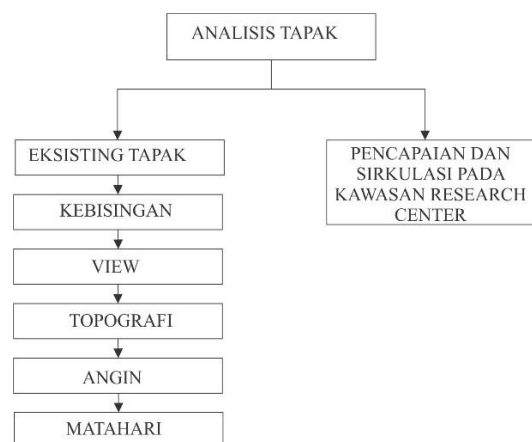 ANALISIS TAPAK
EKSISTING TAPAK
KEBISINGAN
VIEW
TOPOGRAFI
ANGIN
MATAHARI
PENCAPAIAN DAN
SIRKULASI PADA
KAWASAN RESEARCH
CENTER